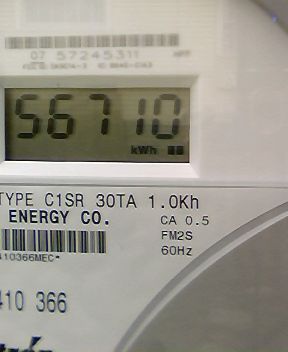 07 57245311
56710
kWh
TYPE C1SR 30TA 1.0Kh
ENERGY CO.
CA 0.5
FM2S
60Hz
410366MEC*
410 366